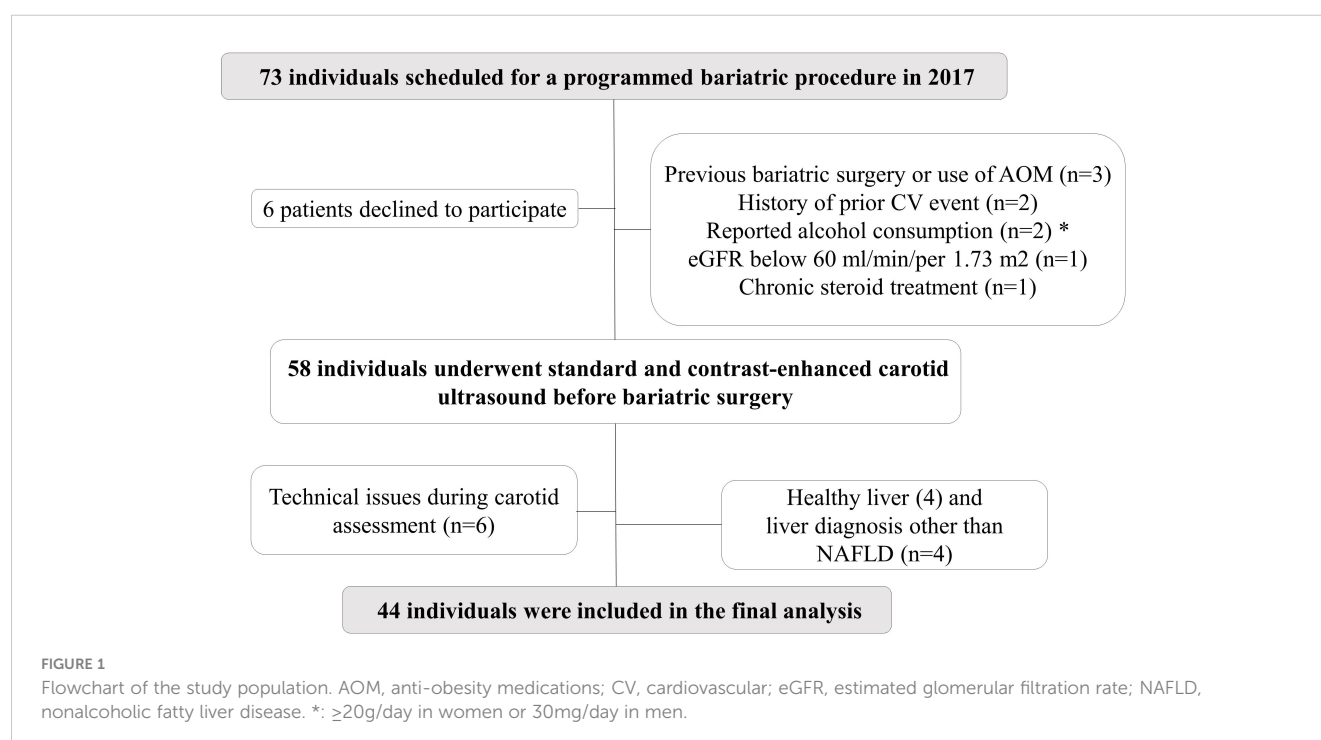 73 individuals scheduled for a programmed bariatric procedure in 2017
6 patients declined to participate
Previous bariatric surgery or use of AOM (n=3)
History of prior CV event (n=2)
Reported alcohol consumption (n=2) *
eGFR below 60 ml/min/per 1.73 m2 (n=1)
Chronic steroid treatment (n=1)
58 individuals underwent standard and contrast-enhanced carotid
ultrasound before bariatric surgery
Technical issues during carotid
assessment (n=6)
Healthy liver (4) and
liver diagnosis other than
NAFLD (n=4)
44 individuals were included in the final analysis
FIGURE 1
Flowchart of the study population. AOM, anti-obesity medications; CV, cardiovascular; eGFR, estimated glomerular filtration rate; NAFLD,
nonalcoholic fatty liver disease. *: ≥20g/day in women or 30mg/day in men.